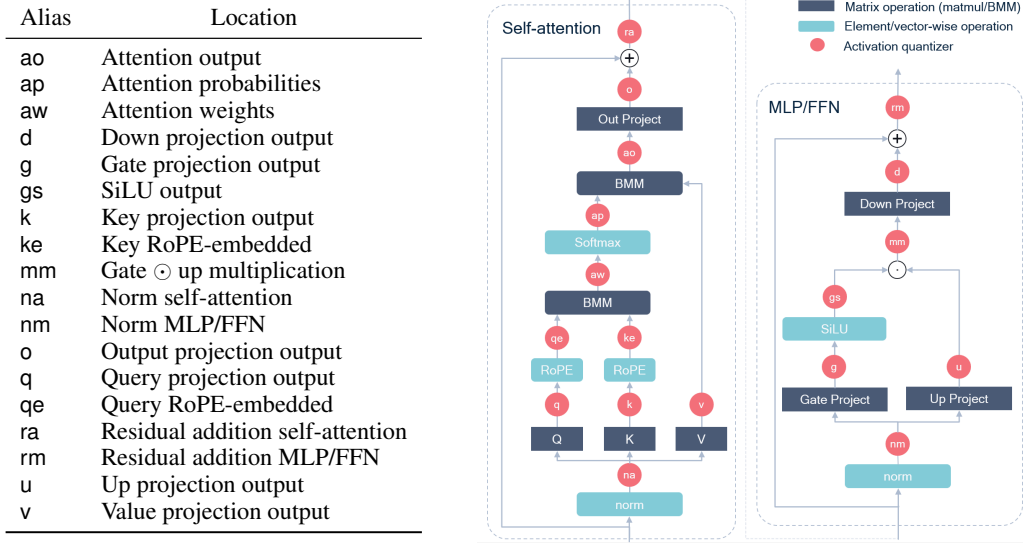 Alias Location
ao Attention output
ap Attention probabilities
aw Attention weights
d Down projection output
g Gate projection output
gs SiLU output
k Key projection output
ke Key RoPE-embedded
mm Gate ⊙ up multiplication
na Norm self-attention
nm Norm MLP/FFN
o Output projection output
q Query projection output
qe Query RoPE-embedded
ra Residual addition self-attention
rm Residual addition MLP/FFN
u Up projection output
v Value projection output
Self-attention
ra
+
o
Out Project
ao
BMM
ap
Softmax
aw
BMM
qe ke
RoPE RoPE
q k v
Q K V
na
norm
Matrix operation (matmul/BMM)
Element/vector-wise operation
Activation quantizer
MLP/FFN
rm
+
d
Down Project
mm
·
gs
SiLU
g u
Gate Project Up Project
nm
norm